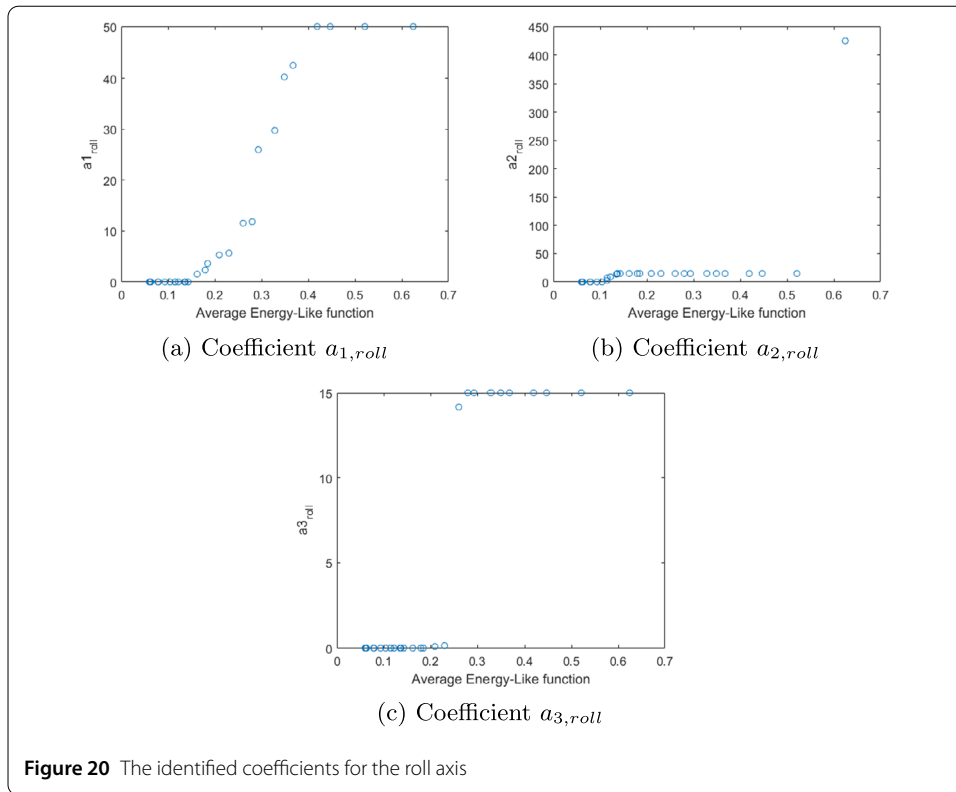 50
40
30
20
10
0
a1roll
0 0.1 0.2 0.3 0.4 0.5 0.6 0.7
Average Energy-Like function
(a) Coefficient a1,roll
450
400
350
300
250
200
150
100
50
0
a2roll
0 0.1 0.2 0.3 0.4 0.5 0.6 0.7
Average Energy-Like function
(b) Coefficient a2,roll
15
10
5
0
a3roll
0 0.1 0.2 0.3 0.4 0.5 0.6 0.7
Average Energy-Like function
(c) Coefficient a3,roll
Figure 20 The identified coefficients for the roll axis